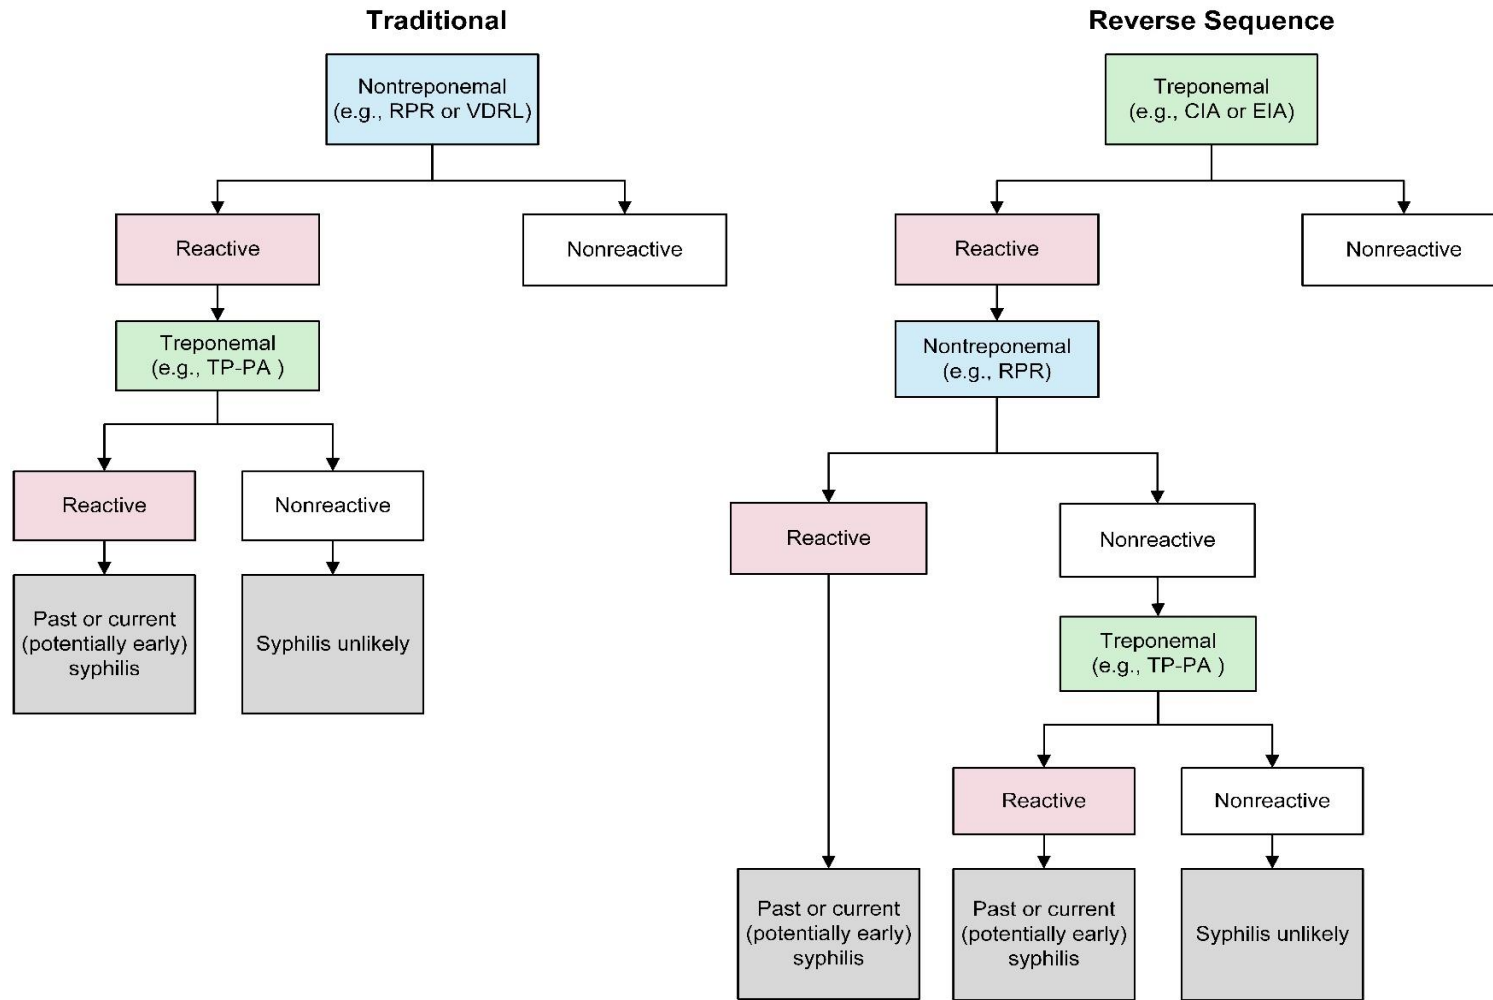 Traditional
Nontreponemal
(e.g., RPR or VDRL)
Reactive
Nonreactive
Treponemal
(e.g., TP-PA )
Reactive
Nonreactive
Past or current
(potentially early)
syphilis
Syphilis unlikely
Reverse Sequence
Treponemal
(e.g., CIA or EIA)
Reactive
Nonreactive
Nontreponemal
(e.g., RPR)
Reactive
Nonreactive
Treponemal
(e.g., TP-PA )
Reactive
Nonreactive
Past or current
(potentially early)
syphilis
Past or current
(potentially early)
syphilis
Syphilis unlikely